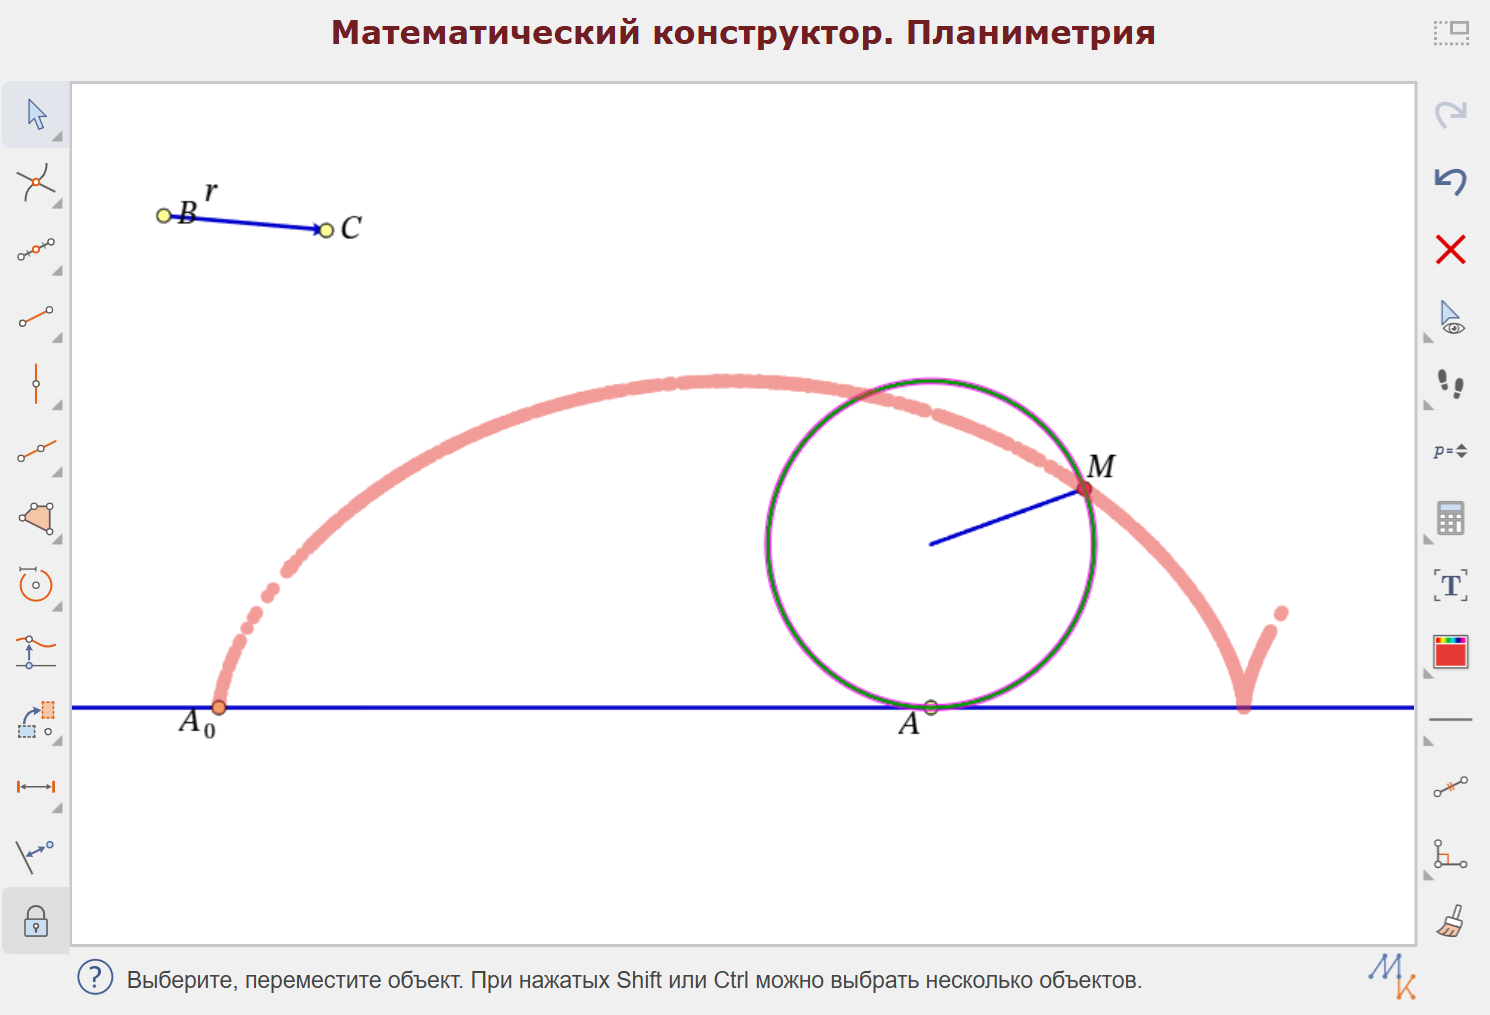 Математический конструктор. Планиметрия
r
B
C
M
p=
T
A₀
A
? Выберите, переместите объект. При нажатых Shift или Ctrl можно выбрать несколько объектов.
МК